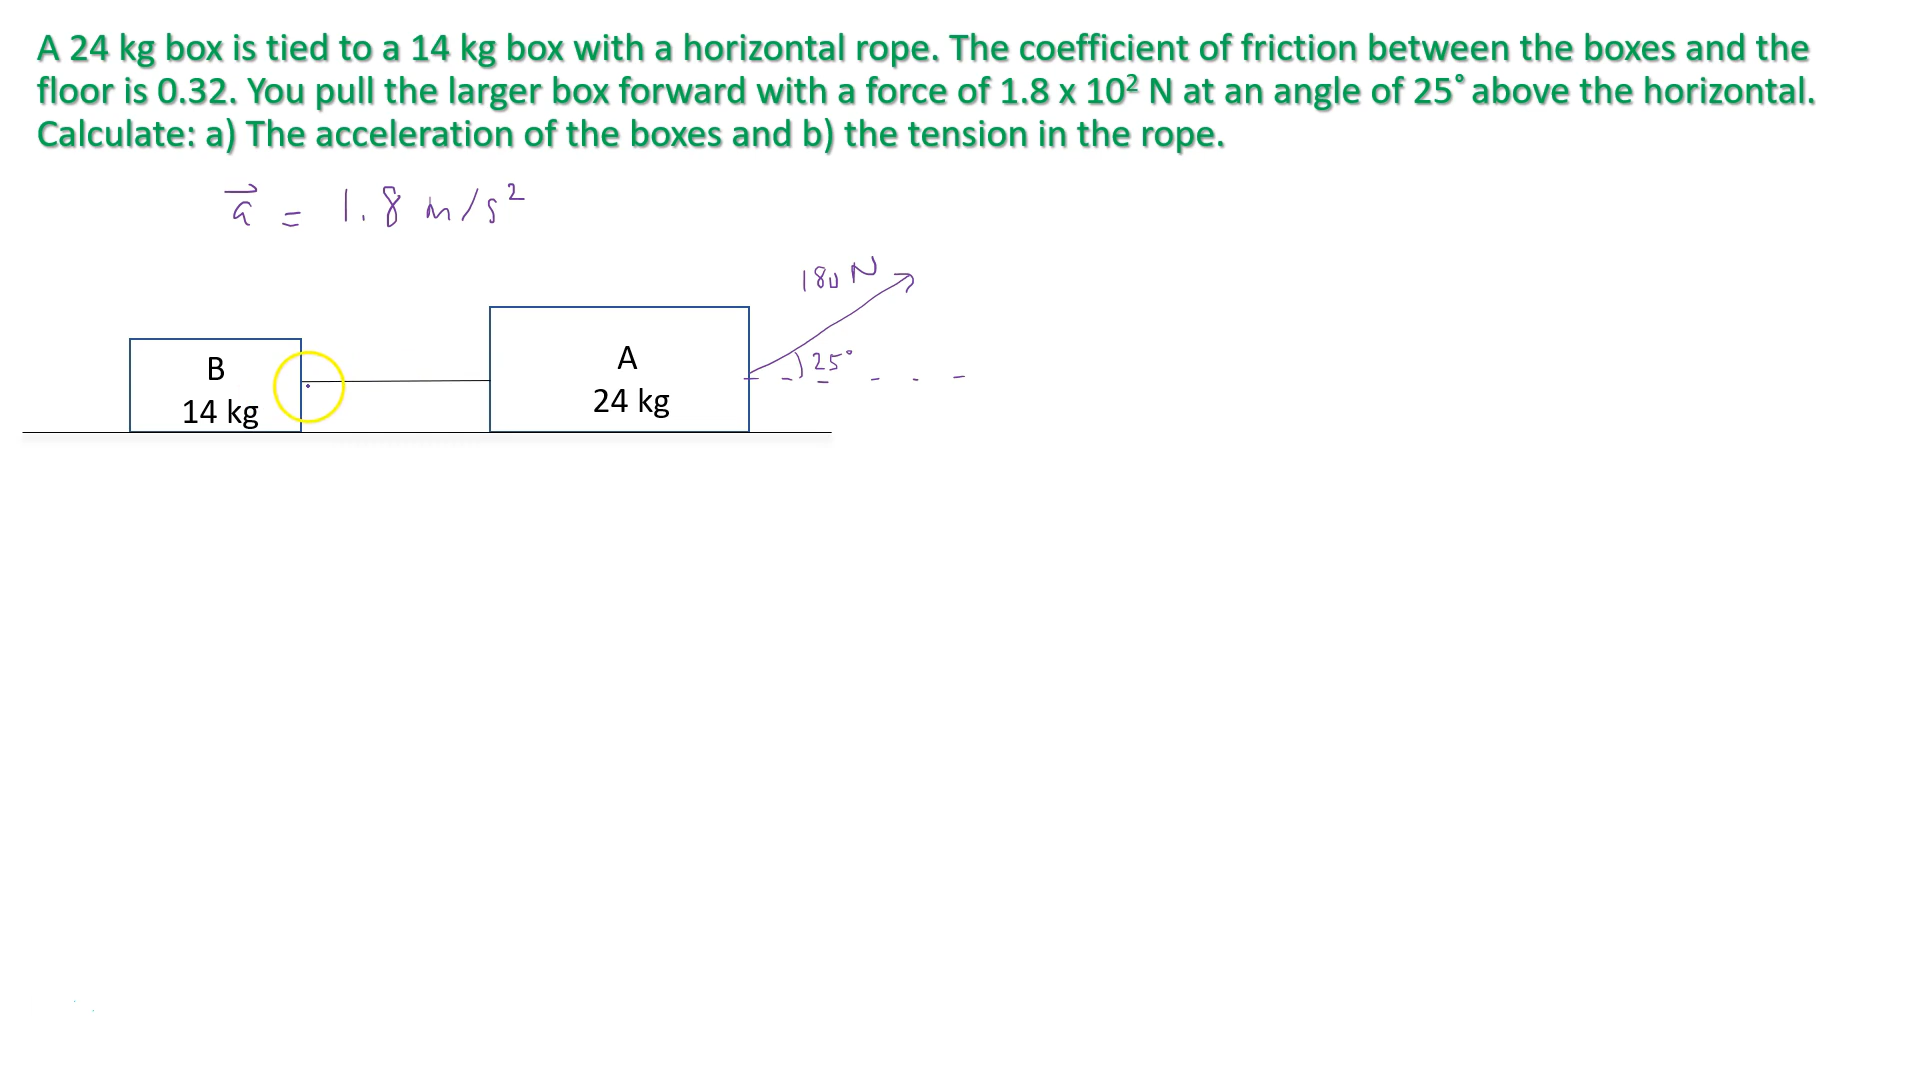 A 24 kg box is tied to a 14 kg box with a horizontal rope. The coefficient of friction between the boxes and the
floor is 0.32. You pull the larger box forward with a force of 1.8 x 10² N at an angle of 25° above the horizontal.
Calculate: a) The acceleration of the boxes and b) the tension in the rope.
a⃗ = 1.8 m/s²
180 N
25°
B
14 kg
A
24 kg